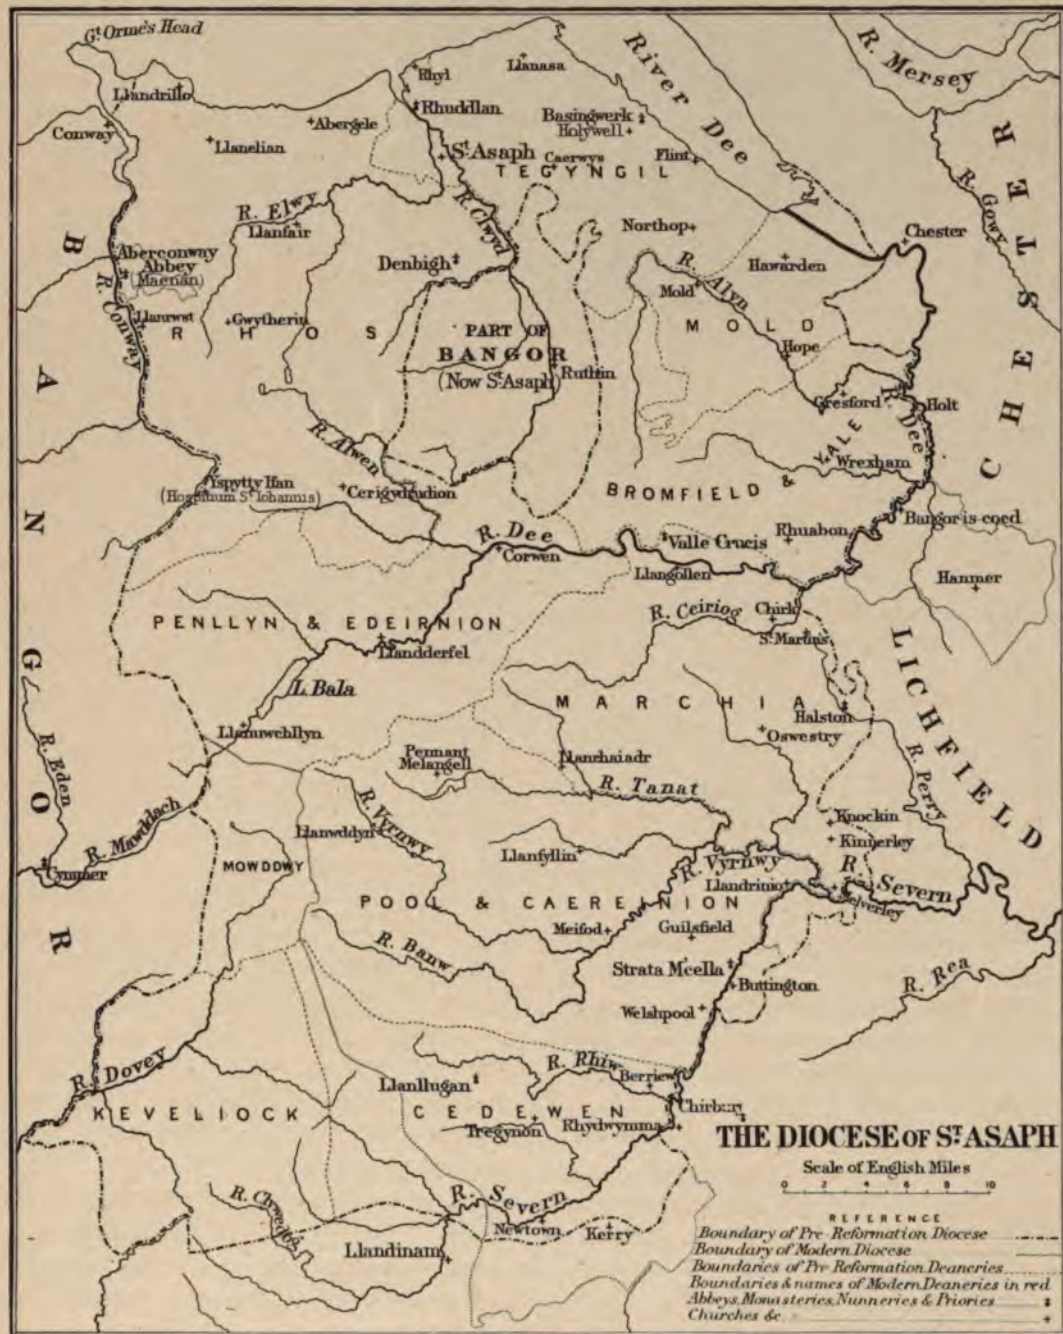 Gt. Orme's Head
Llandrillo
Conway
Llanelian
Abergele
Rhyl
Rhuddlan
Llanasa
Basingwerk
Holywell
St. Asaph
Caerwys
Flint
TEGYNGIL
River Dee
R. Mersey
R. Gowy
CHESTER
R. Elwy
Llanfair
R. Clwyd
Northop
Chester
Denbigh
Hawarden
R. Alyn
Mold
MOLD
Hope
Aberconway
Abbey
(Maenan)
R. Conway
Llanrwst
Gwytherin
RHOS
PART OF
BANGOR
(Now St. Asaph)
Ruthin
Gresford
R. Dee
Holt
YALE
Wrexham
BROMFIELD &
R. Alwen
Yspytty Ifan
(Hospitium Sti. Iohannis)
Cerigydrudion
R. Dee
Corwen
Valle Crucis
Rhuabon
Bangor is-coed
Llangollen
Hanmer
R. Ceiriog
Chirk
St. Martins
PENLLYN & EDEIRNION
Llandderfel
L. Bala
Llanuwchllyn
BANGOR
LICHFIELD
MARCHIA
Halston
Oswestry
R. Eden
Pennant
Melangell
Llanrhaiadr
R. Tanat
R. Perry
R. Mawddach
Cymmer
Llanwddyn
R. Vyrnwy
Knockin
Kinnerley
MOWDDWY
Llanfyllin
R. Vyrnwy
Llandrinio
R. Severn
Melverley
POOL & CAEREINION
Meifod
Guilsfield
R. Banw
Strata Mcella
Buttington
R. Rea
Welshpool
R. Dovey
R. Rhiw
Berriew
Llanllugan
KEVELIOCK
CEDEWEN
Chirbury
Tregynon
Rhydwymma
R. Severn
Newtown
Kerry
Llandinam
THE DIOCESE OF ST. ASAPH
Scale of English Miles
0 2 4 6 8 10
REFERENCE
Boundary of Pre-Reformation Diocese
Boundary of Modern Diocese
Boundaries of Pre Reformation Deaneries
Boundaries & names of Modern Deaneries in red
Abbeys, Monasteries, Nunneries & Priories
Churches &c